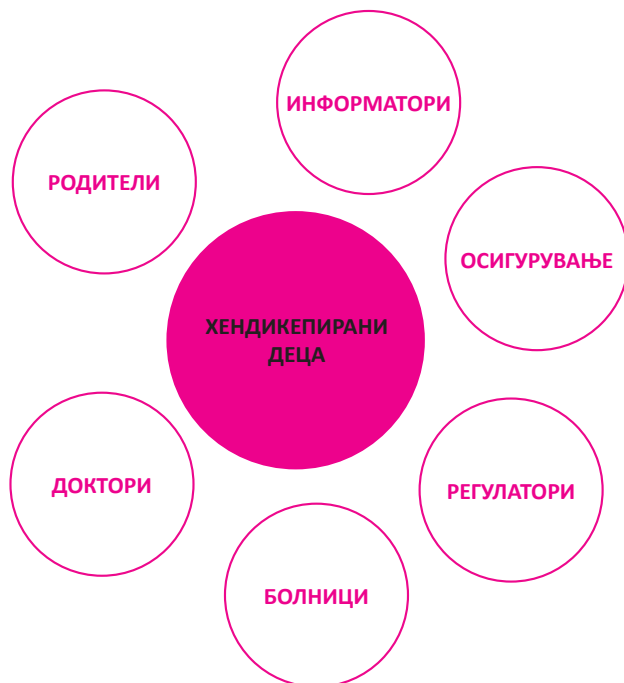 ИНФОРМАТОРИ
РОДИТЕЛИ
ОСИГУРУВАЊЕ
ХЕНДИКЕПИРАНИ
ДЕЦА
ДОКТОРИ
РЕГУЛАТОРИ
БОЛНИЦИ